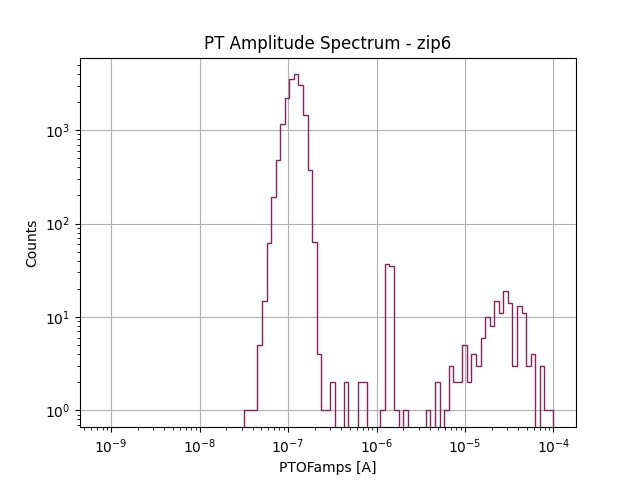 PT Amplitude Spectrum - zip6
Counts
10³
10²
10¹
10⁰
10⁻⁹ 10⁻⁸ 10⁻⁷ 10⁻⁶ 10⁻⁵ 10⁻⁴
PTOFamps [A]